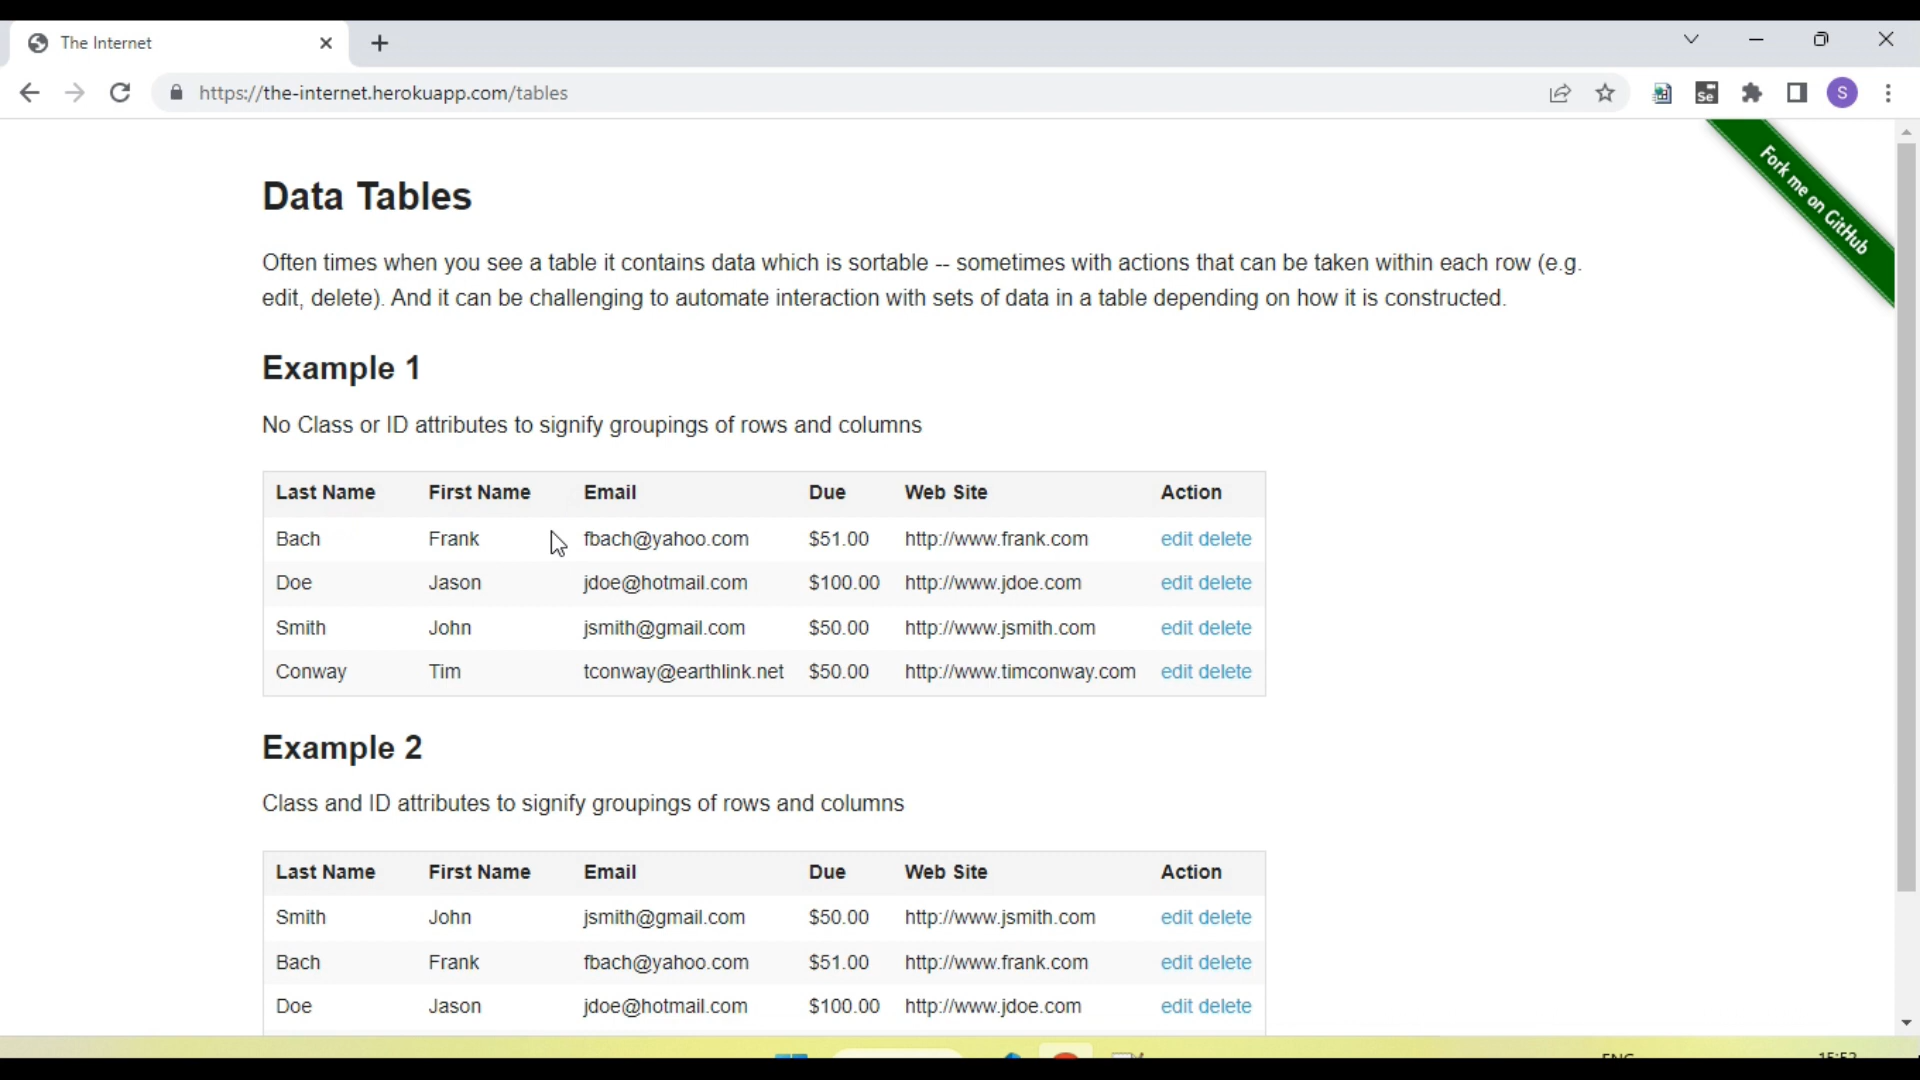 The Internet
https://the-internet.herokuapp.com/tables
Se
S
Fork me on GitHub
Data Tables
Often times when you see a table it contains data which is sortable -- sometimes with actions that can be taken within each row (e.g.
edit, delete). And it can be challenging to automate interaction with sets of data in a table depending on how it is constructed.
Example 1
No Class or ID attributes to signify groupings of rows and columns
Last Name First Name Email Due Web Site Action
Bach Frank fbach@yahoo.com $51.00 http://www.frank.com edit delete
Doe Jason jdoe@hotmail.com $100.00 http://www.jdoe.com edit delete
Smith John jsmith@gmail.com $50.00 http://www.jsmith.com edit delete
Conway Tim tconway@earthlink.net $50.00 http://www.timconway.com edit delete
Example 2
Class and ID attributes to signify groupings of rows and columns
Last Name First Name Email Due Web Site Action
Smith John jsmith@gmail.com $50.00 http://www.jsmith.com edit delete
Bach Frank fbach@yahoo.com $51.00 http://www.frank.com edit delete
Doe Jason jdoe@hotmail.com $100.00 http://www.jdoe.com edit delete